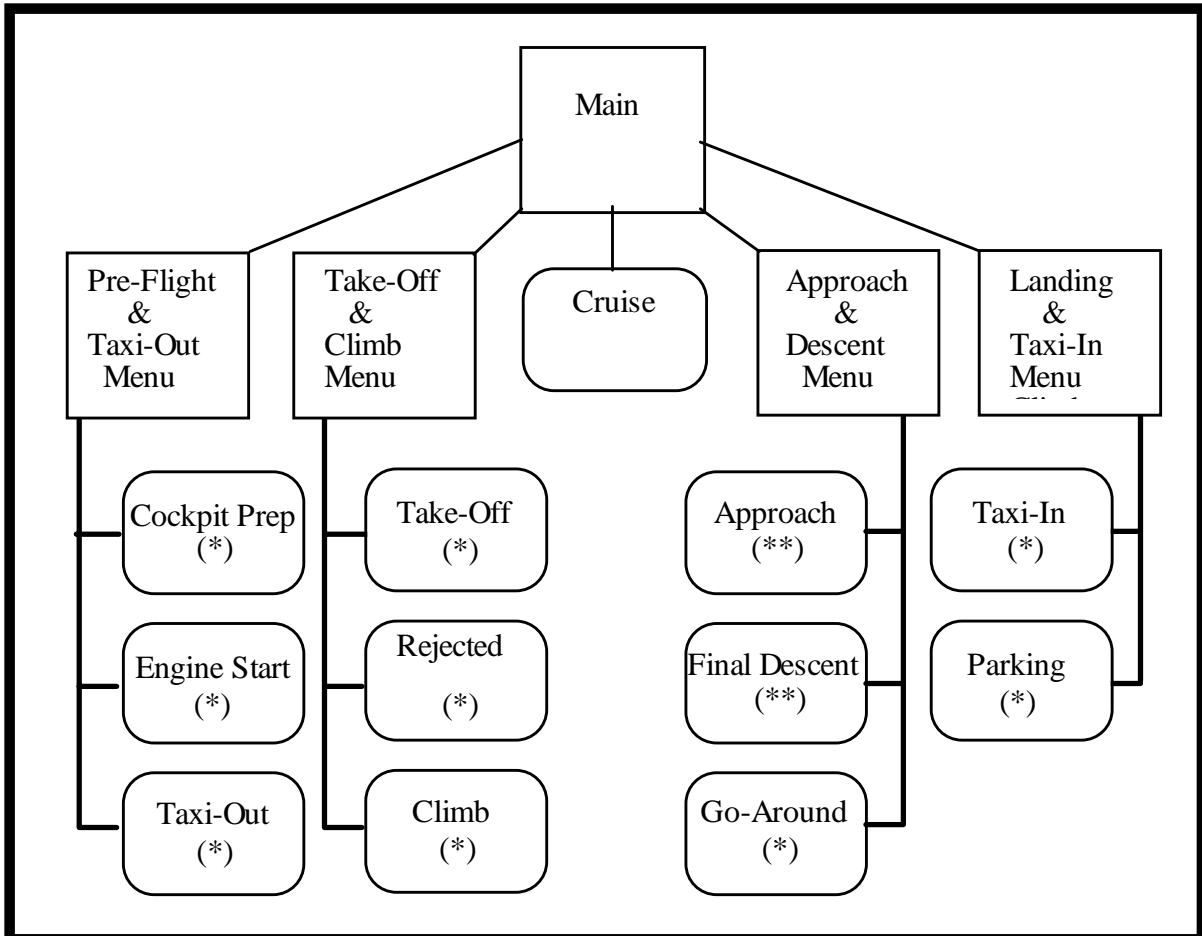 Main
Pre-Flight
&
Taxi-Out
Menu
Take-Off
&
Climb
Menu
Cruise
Approach
&
Descent
Menu
Landing
&
Taxi-In
Menu
Cockpit Prep
(*)
Take-Off
(*)
Approach
(**)
Taxi-In
(*)
Engine Start
(*)
Rejected
(*)
Final Descent
(**)
Parking
(*)
Taxi-Out
(*)
Climb
(*)
Go-Around
(*)